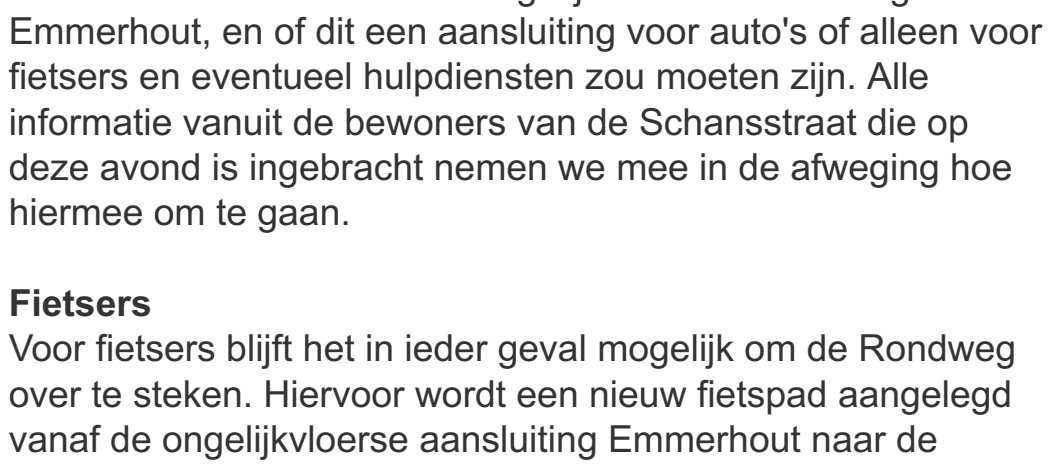 Emmerhout, en of dit een aansluiting voor auto's of alleen voor
fietsers en eventueel hulpdiensten zou moeten zijn. Alle
informatie vanuit de bewoners van de Schansstraat die op
deze avond is ingebracht nemen we mee in de afweging hoe
hiermee om te gaan.
Fietsers
Voor fietsers blijft het in ieder geval mogelijk om de Rondweg
over te steken. Hiervoor wordt een nieuw fietspad aangelegd
vanaf de ongelijkvloerse aansluiting Emmerhout naar de